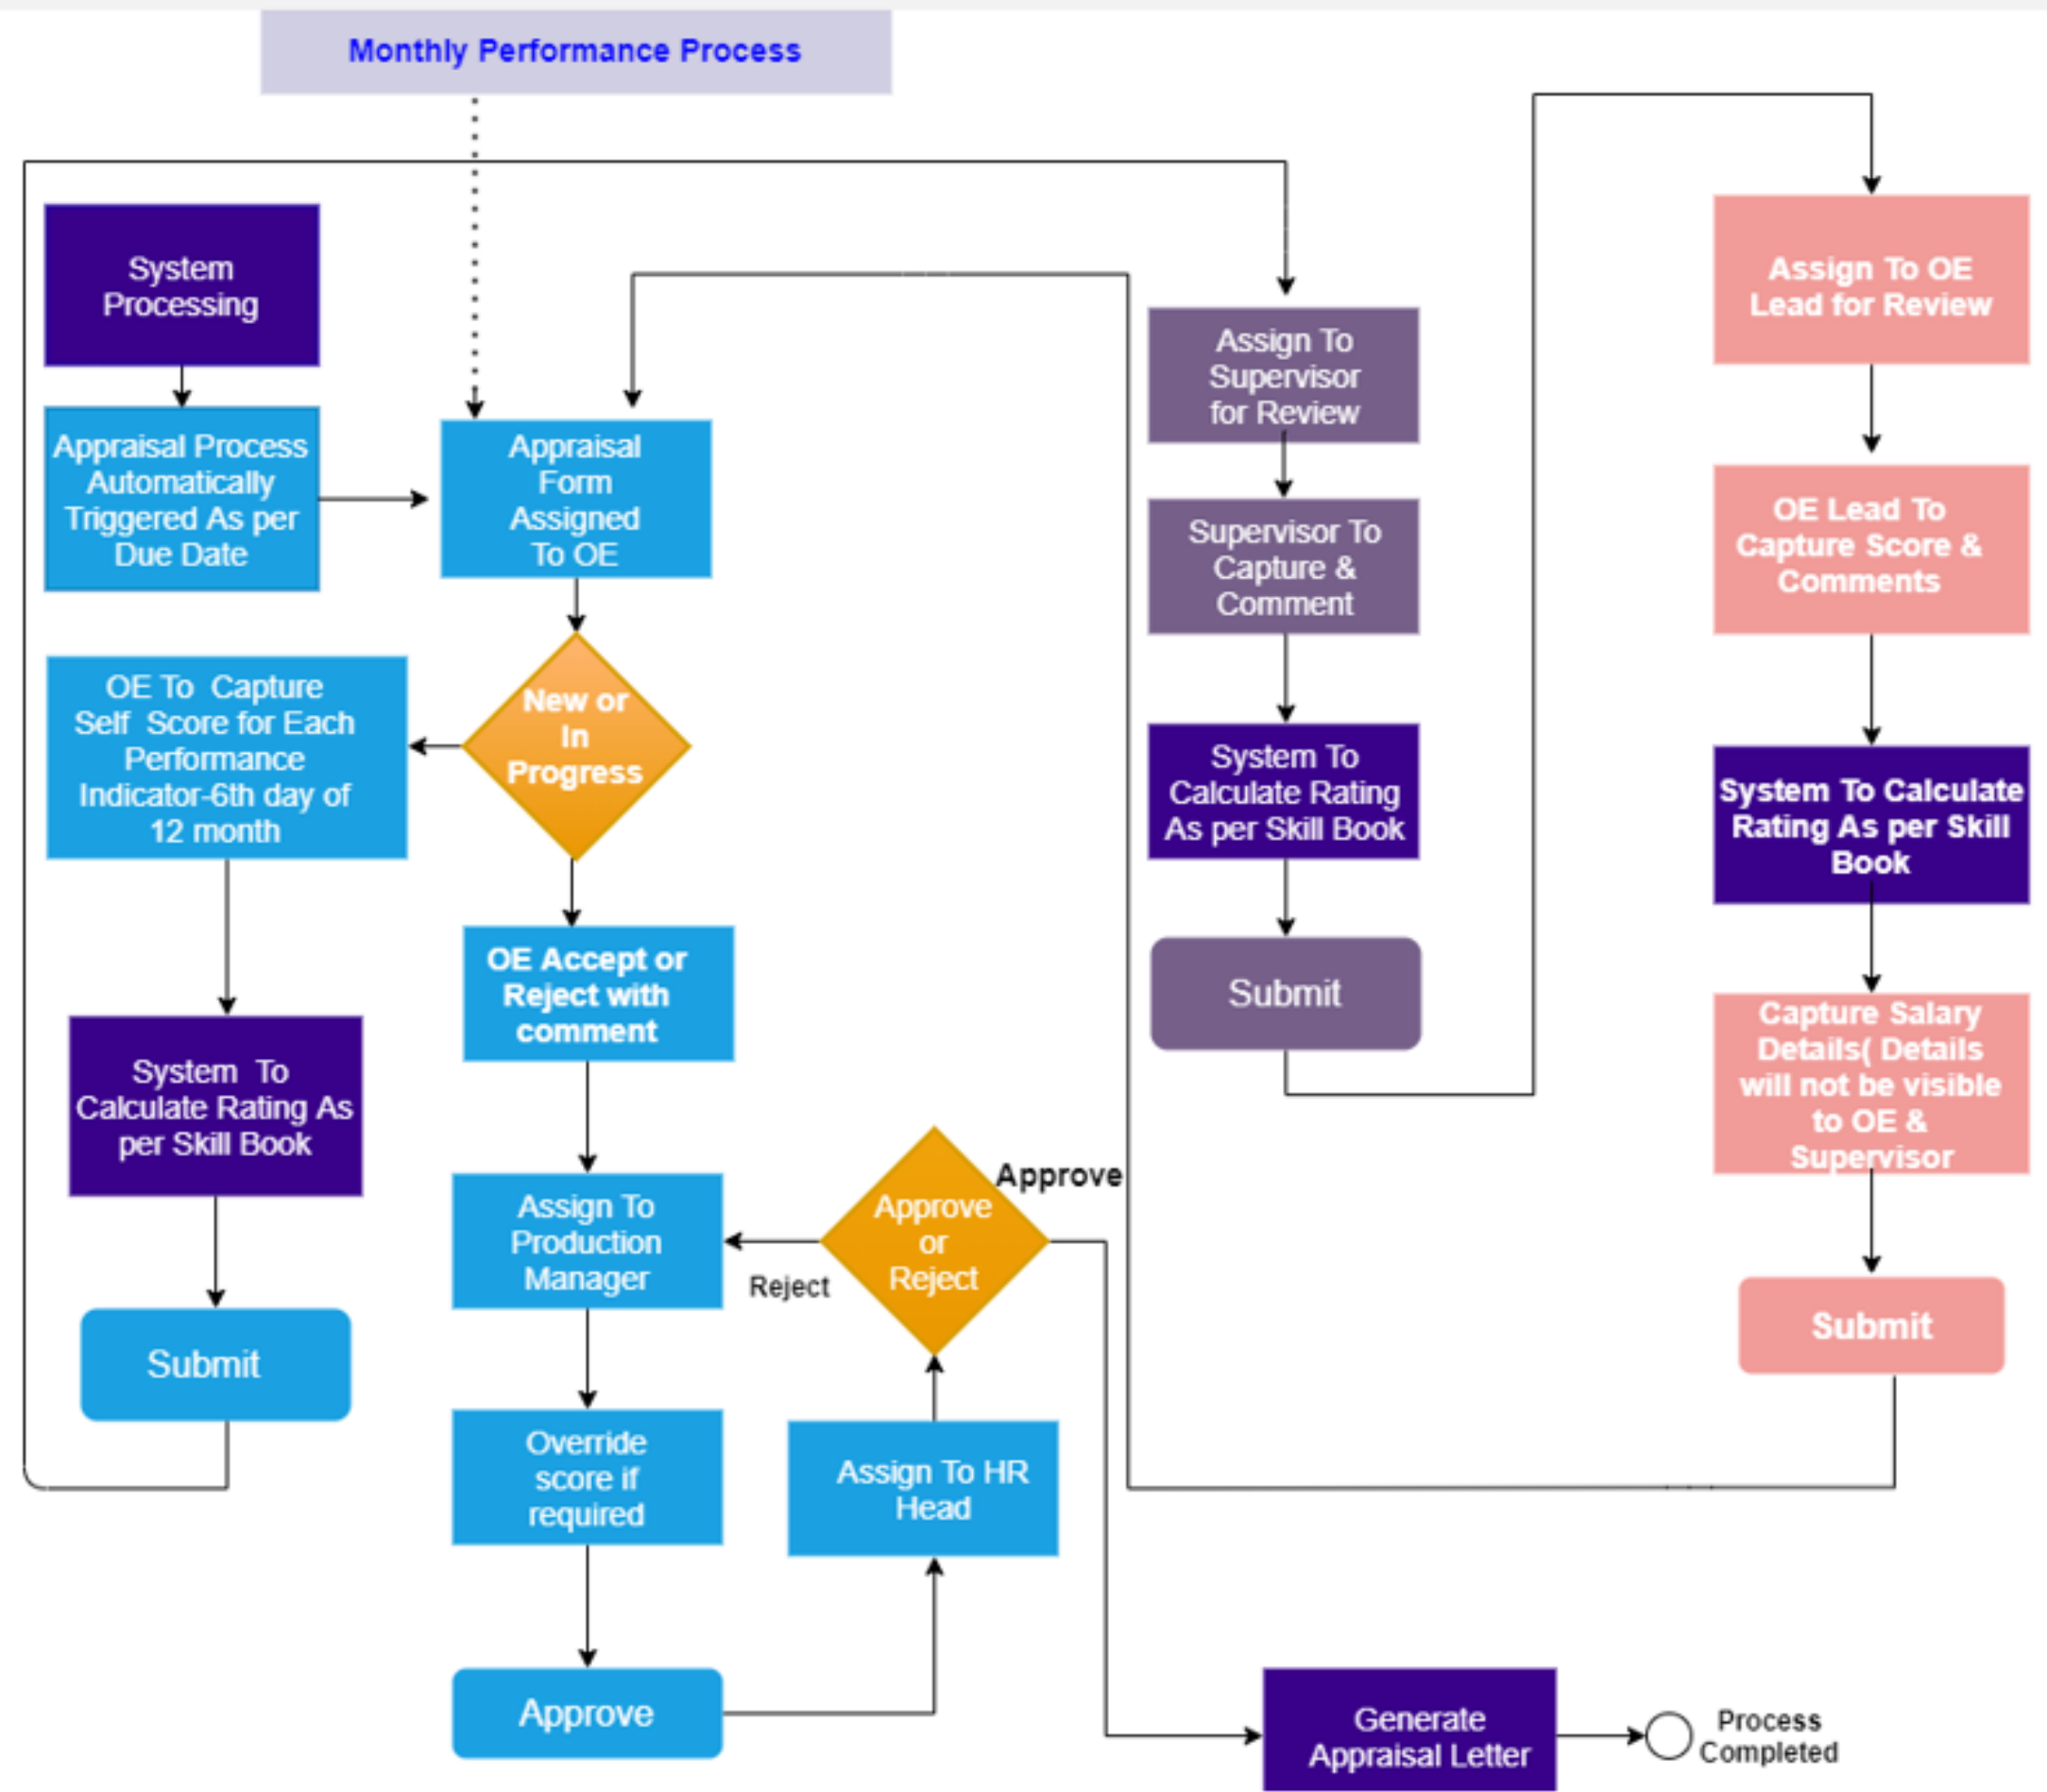 Monthly Performance Process
System
Processing
Appraisal Process
Automatically
Triggered As per
Due Date
Appraisal
Form
Assigned
To OE
New or
In
Progress
OE To Capture
Self Score for Each
Performance
Indicator-6th day of
12 month
System To
Calculate Rating As
per Skill Book
Submit
OE Accept or
Reject with
comment
Assign To
Production
Manager
Override
score if
required
Approve
Assign To HR
Head
Approve
or
Reject
Reject
Approve
Assign To
Supervisor
for Review
Supervisor To
Capture &
Comment
System To
Calculate Rating
As per Skill Book
Submit
Assign To OE
Lead for Review
OE Lead To
Capture Score &
Comments
System To Calculate
Rating As per Skill
Book
Capture Salary
Details( Details
will not be visible
to OE &
Supervisor
Submit
Generate
Appraisal Letter
Process
Completed